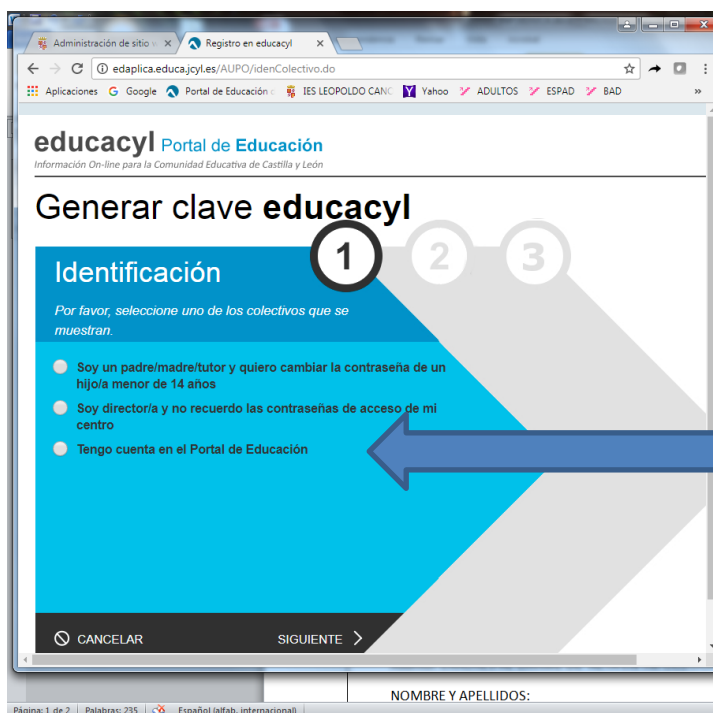 Administración de sitio
Registro en educacyl
edaplica.educa.jcyl.es/AUPO/idenColectivo.do
Aplicaciones Google Portal de Educación IES LEOPOLDO CANO Yahoo ADULTOS ESPAD BAD »
educacyl Portal de Educación
Información On-line para la Comunidad Educativa de Castilla y León
Generar clave educacyl
1 2 3
Identificación
Por favor, seleccione uno de los colectivos que se
muestran.
Soy un padre/madre/tutor y quiero cambiar la contraseña de un
hijo/a menor de 14 años
Soy director/a y no recuerdo las contraseñas de acceso de mi
centro
Tengo cuenta en el Portal de Educación
CANCELAR SIGUIENTE
NOMBRE Y APELLIDOS:
Página: 1 de 2 Palabras: 235 Español (alfab. internacional)